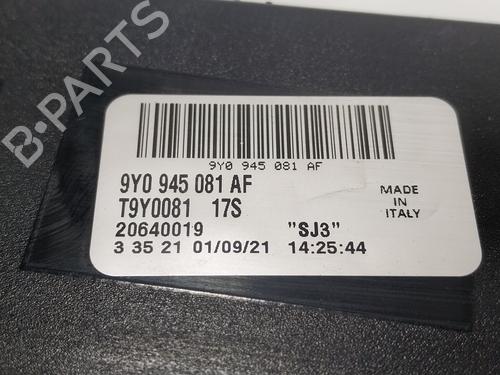 B-PARTS
9Y0 945 081 AF
9Y0 945 081 AF
T9Y0081 17S
20640019 "SJ3"
3 35 21 01/09/21 14:25:44
MADE
IN
ITALY